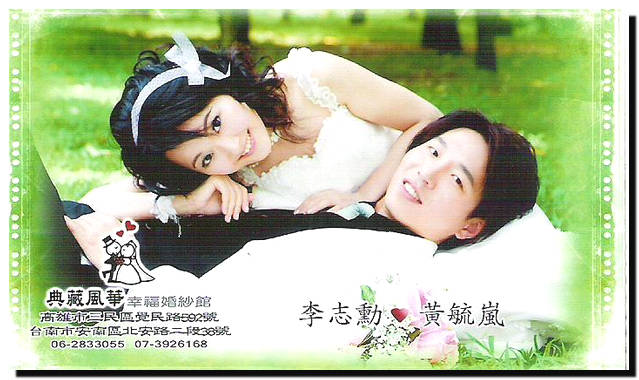 典藏風華 幸福婚紗館
高雄市三民區覺民路592號
台南市安南區北安路二段38號
06-2833055 07-3926168
李志勳 黃毓嵐